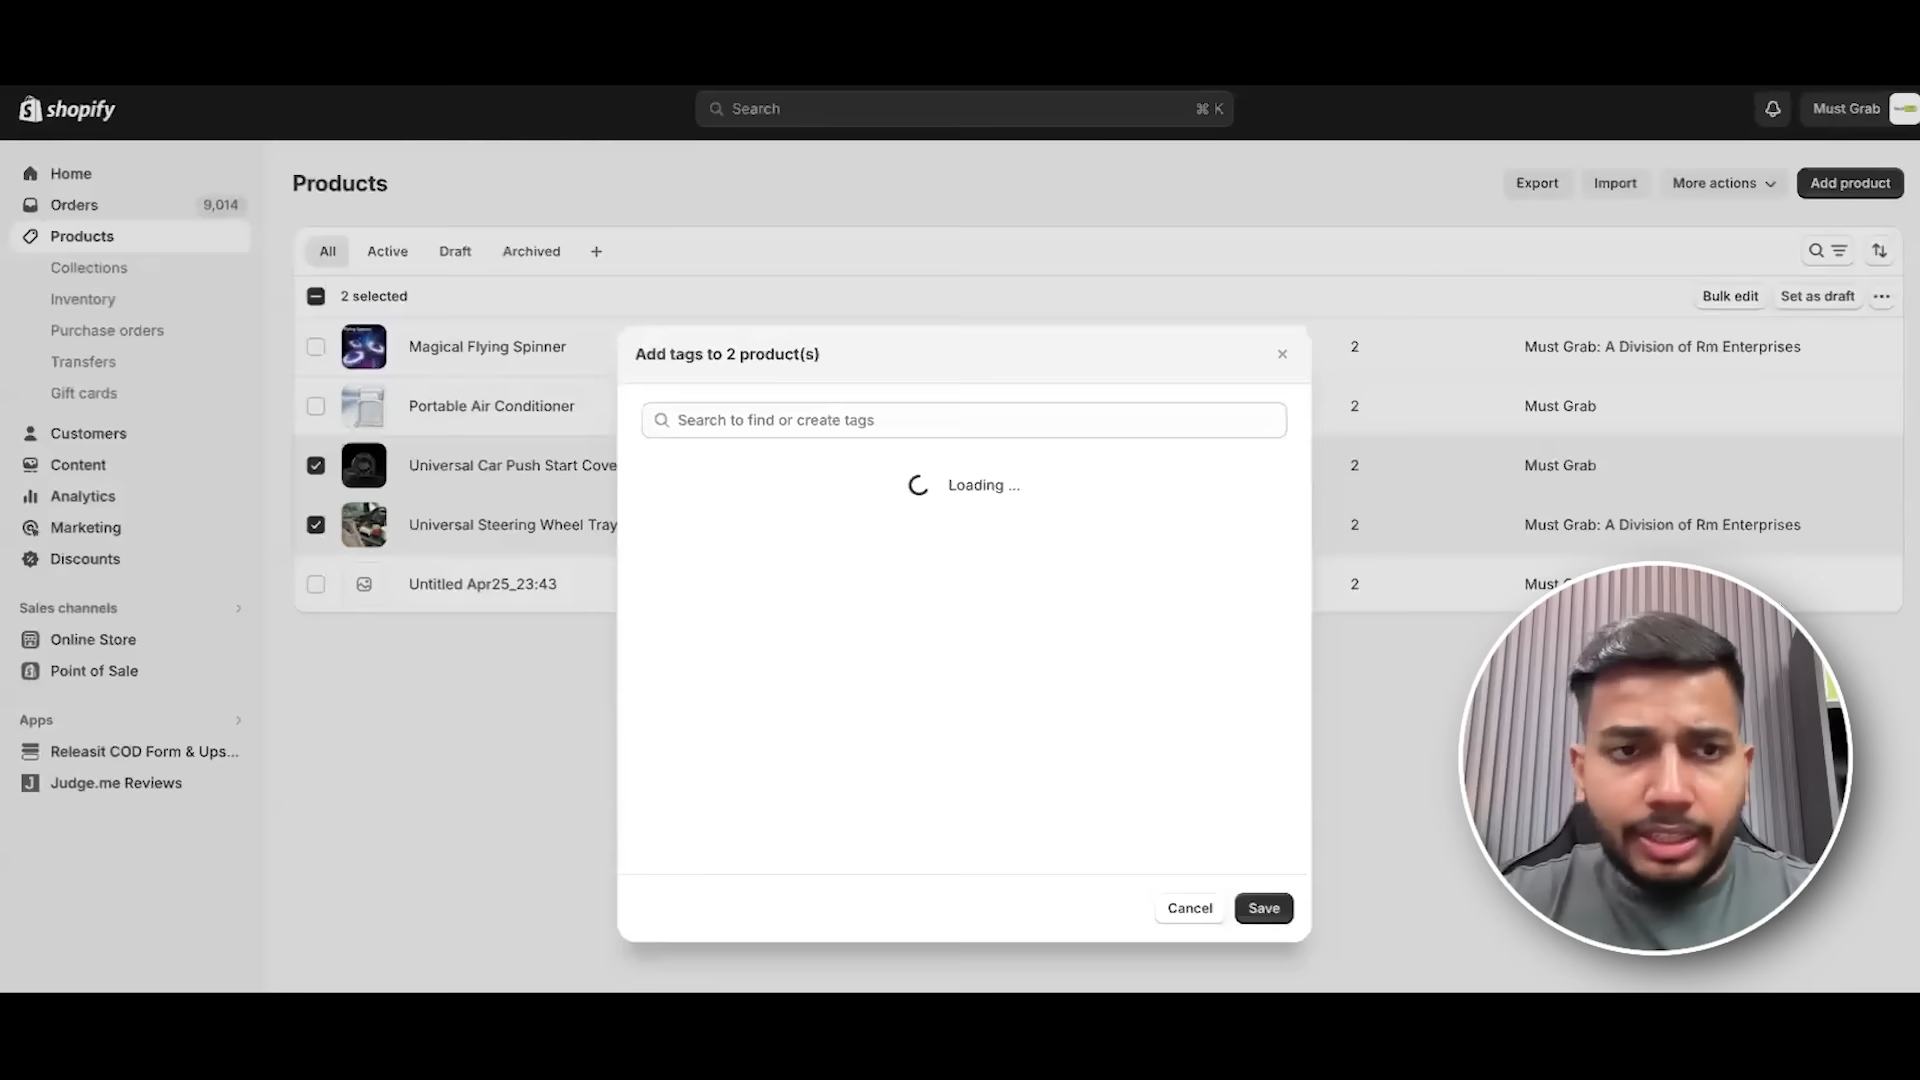 shopify
Search
⌘ K
Must Grab
Home
Orders 9,014
Products
Collections
Inventory
Purchase orders
Transfers
Gift cards
Customers
Content
Analytics
Marketing
Discounts
Sales channels
Online Store
Point of Sale
Apps
Releasit COD Form & Ups...
Judge.me Reviews
Products
Export
Import
More actions
Add product
All
Active
Draft
Archived
+
2 selected
Bulk edit
Set as draft
Magical Flying Spinner 2 Must Grab: A Division of Rm Enterprises
Portable Air Conditioner 2 Must Grab
Universal Car Push Start Cove 2 Must Grab
Universal Steering Wheel Tray 2 Must Grab: A Division of Rm Enterprises
Untitled Apr25_23:43 2 Must
Add tags to 2 product(s)
Search to find or create tags
Loading ...
Cancel
Save